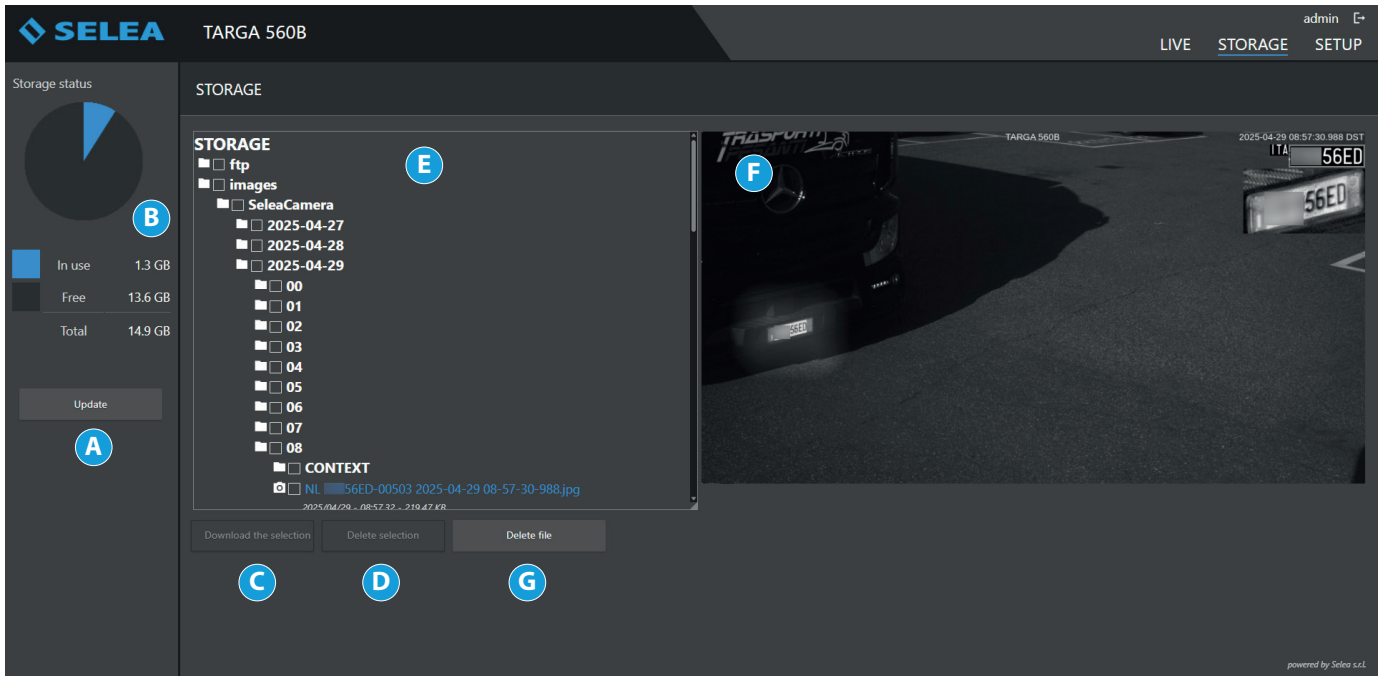 SELEA
TARGA 560B
admin
LIVE STORAGE SETUP
Storage status
B
In use 1.3 GB
Free 13.6 GB
Total 14.9 GB
Update
A
STORAGE
STORAGE
E
ftp
images
SeleaCamera
2025-04-27
2025-04-28
2025-04-29
00
01
02
03
04
05
06
07
08
CONTEXT
NL 56ED-00503 2025-04-29 08-57-30-988.jpg
2025/04/29 - 08:57:32 - 219.47 KB
Download the selection Delete selection Delete file
C D G
TRASPORTI
PESANTI
F
TARGA 560B
2025-04-29 08:57:30.988 DST
ITA 56ED
56ED
56ED
powered by Selea s.r.l.